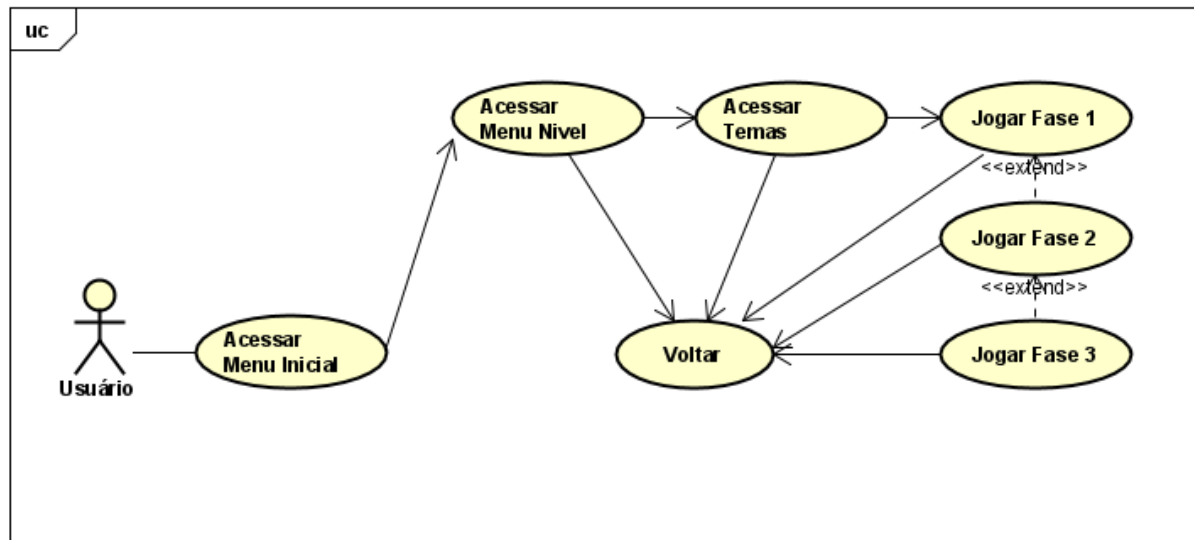 uc
Acessar
Menu Nivel
Acessar
Temas
Jogar Fase 1
<<extend>>
Jogar Fase 2
<<extend>>
Usuário
Acessar
Menu Inicial
Voltar
Jogar Fase 3